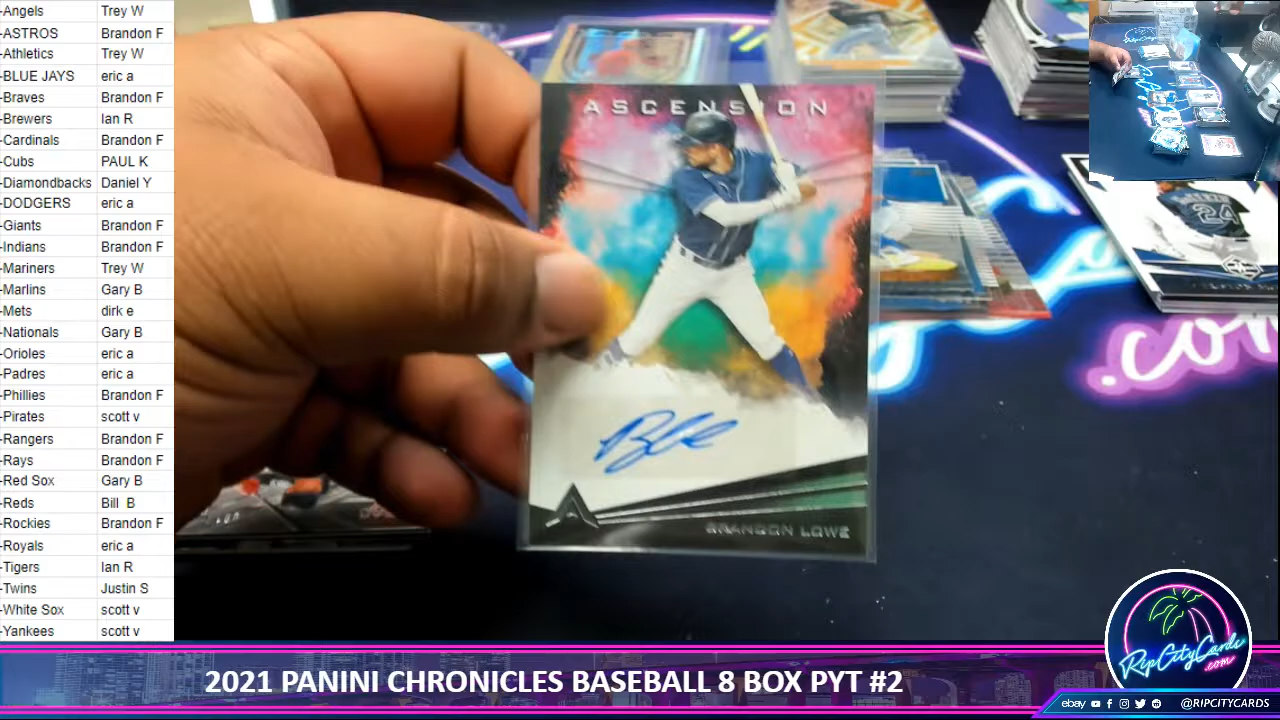 -Angels Trey W
-ASTROS Brandon F
-Athletics Trey W
-BLUE JAYS eric a
-Braves Brandon F
-Brewers Ian R
-Cardinals Brandon F
-Cubs PAUL K
-Diamondbacks Daniel Y
-DODGERS eric a
-Giants Brandon F
-Indians Brandon F
-Mariners Trey W
-Marlins Gary B
-Mets dirk e
-Nationals Gary B
-Orioles eric a
-Padres eric a
-Phillies Brandon F
-Pirates scott v
-Rangers Brandon F
-Rays Brandon F
-Red Sox Gary B
-Reds Bill B
-Rockies Brandon F
-Royals eric a
-Tigers Ian R
-Twins Justin S
-White Sox scott v
-Yankees scott v
ASCENSION
A
BRANDON LOWE
24
.com
RipCityCards
.com
2021 PANINI CHRONICLES BASEBALL 8 BOX PYT #2
ebay @RIPCITYCARDS